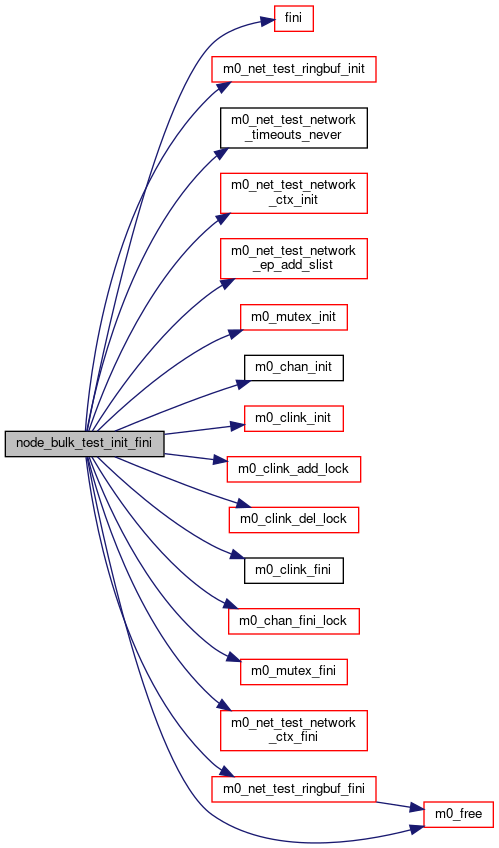 fini
m0_net_test_ringbuf_init
m0_net_test_network
_timeouts_never
m0_net_test_network
_ctx_init
m0_net_test_network
_ep_add_slist
m0_mutex_init
m0_chan_init
m0_clink_init
node_bulk_test_init_fini
m0_clink_add_lock
m0_clink_del_lock
m0_clink_fini
m0_chan_fini_lock
m0_mutex_fini
m0_net_test_network
_ctx_fini
m0_net_test_ringbuf_fini
m0_free